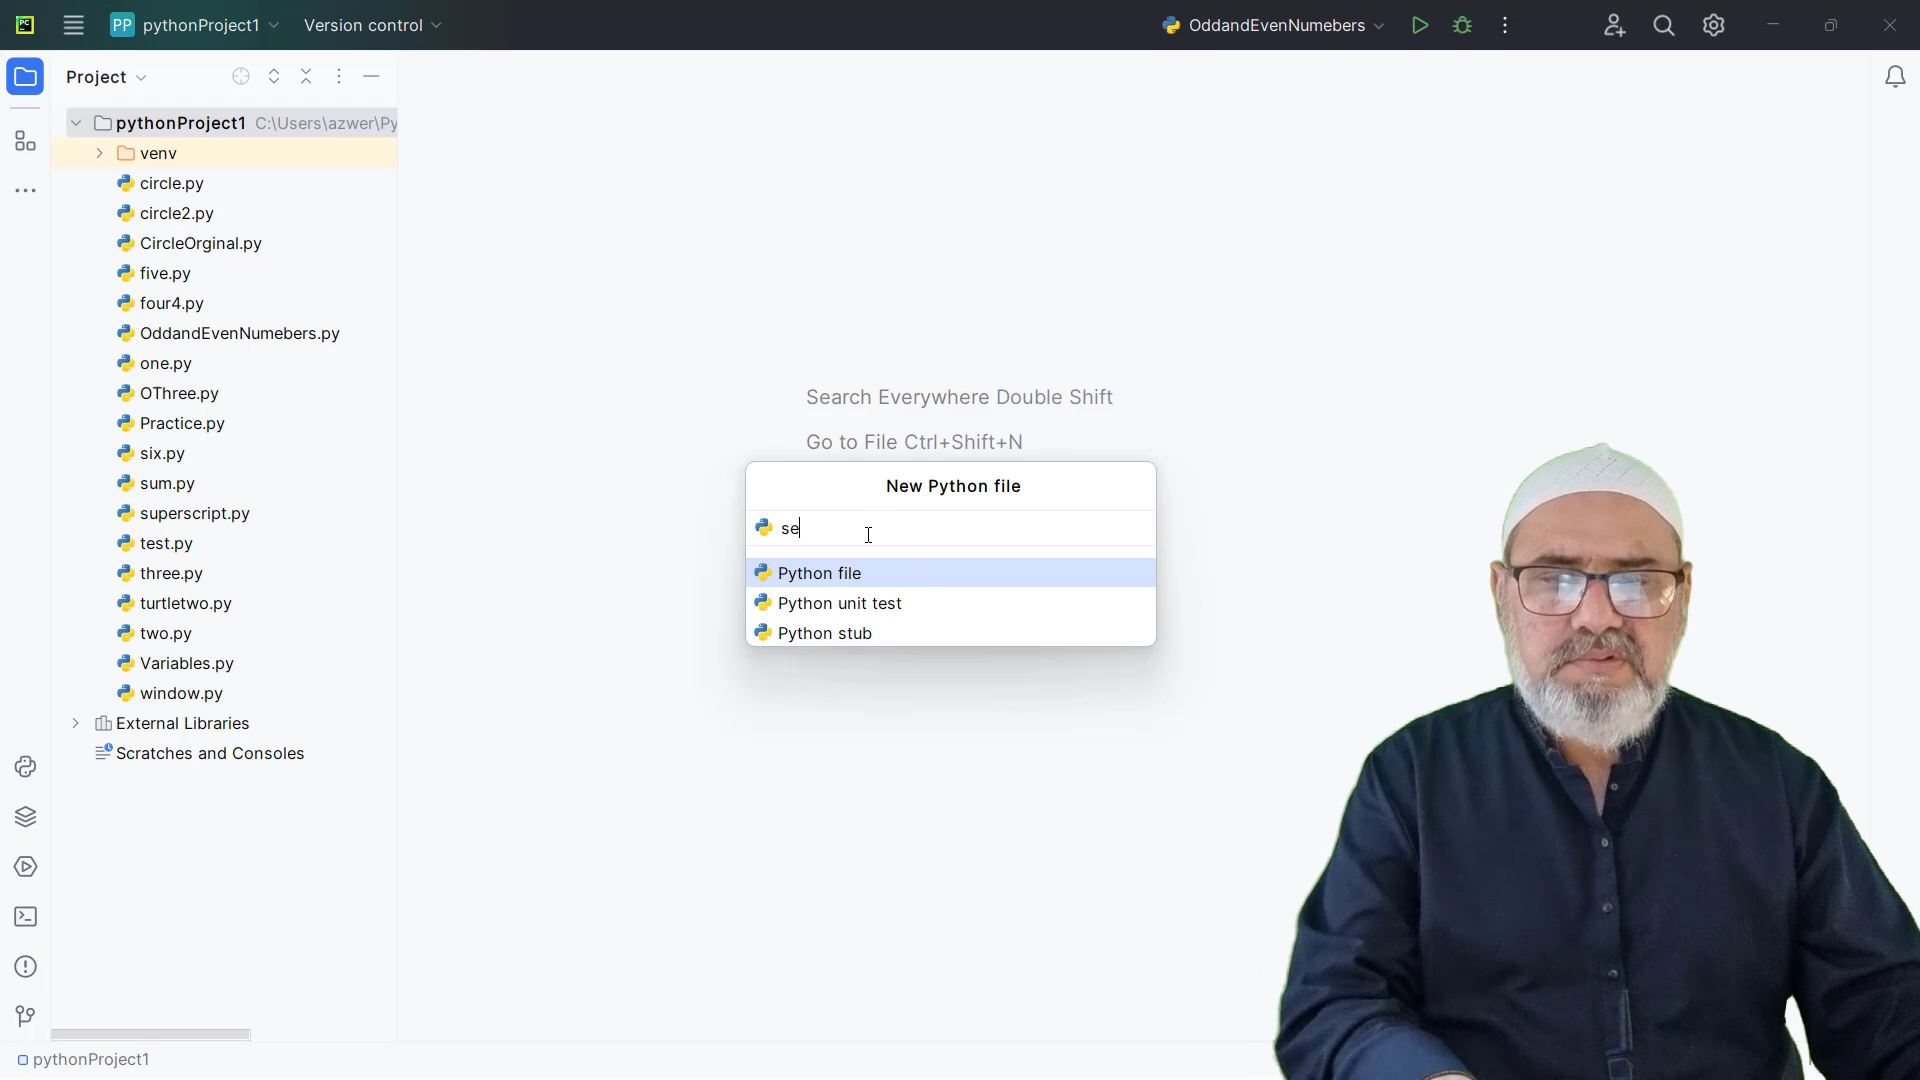 PC
PP pythonProject1
Version control
OddandEvenNumebers
Project
pythonProject1 C:\Users\azwer\Py
venv
circle.py
circle2.py
CircleOrginal.py
five.py
four4.py
OddandEvenNumebers.py
one.py
OThree.py
Practice.py
six.py
sum.py
superscript.py
test.py
three.py
turtletwo.py
two.py
Variables.py
window.py
External Libraries
Scratches and Consoles
Search Everywhere Double Shift
Go to File Ctrl+Shift+N
New Python file
se
Python file
Python unit test
Python stub
pythonProject1